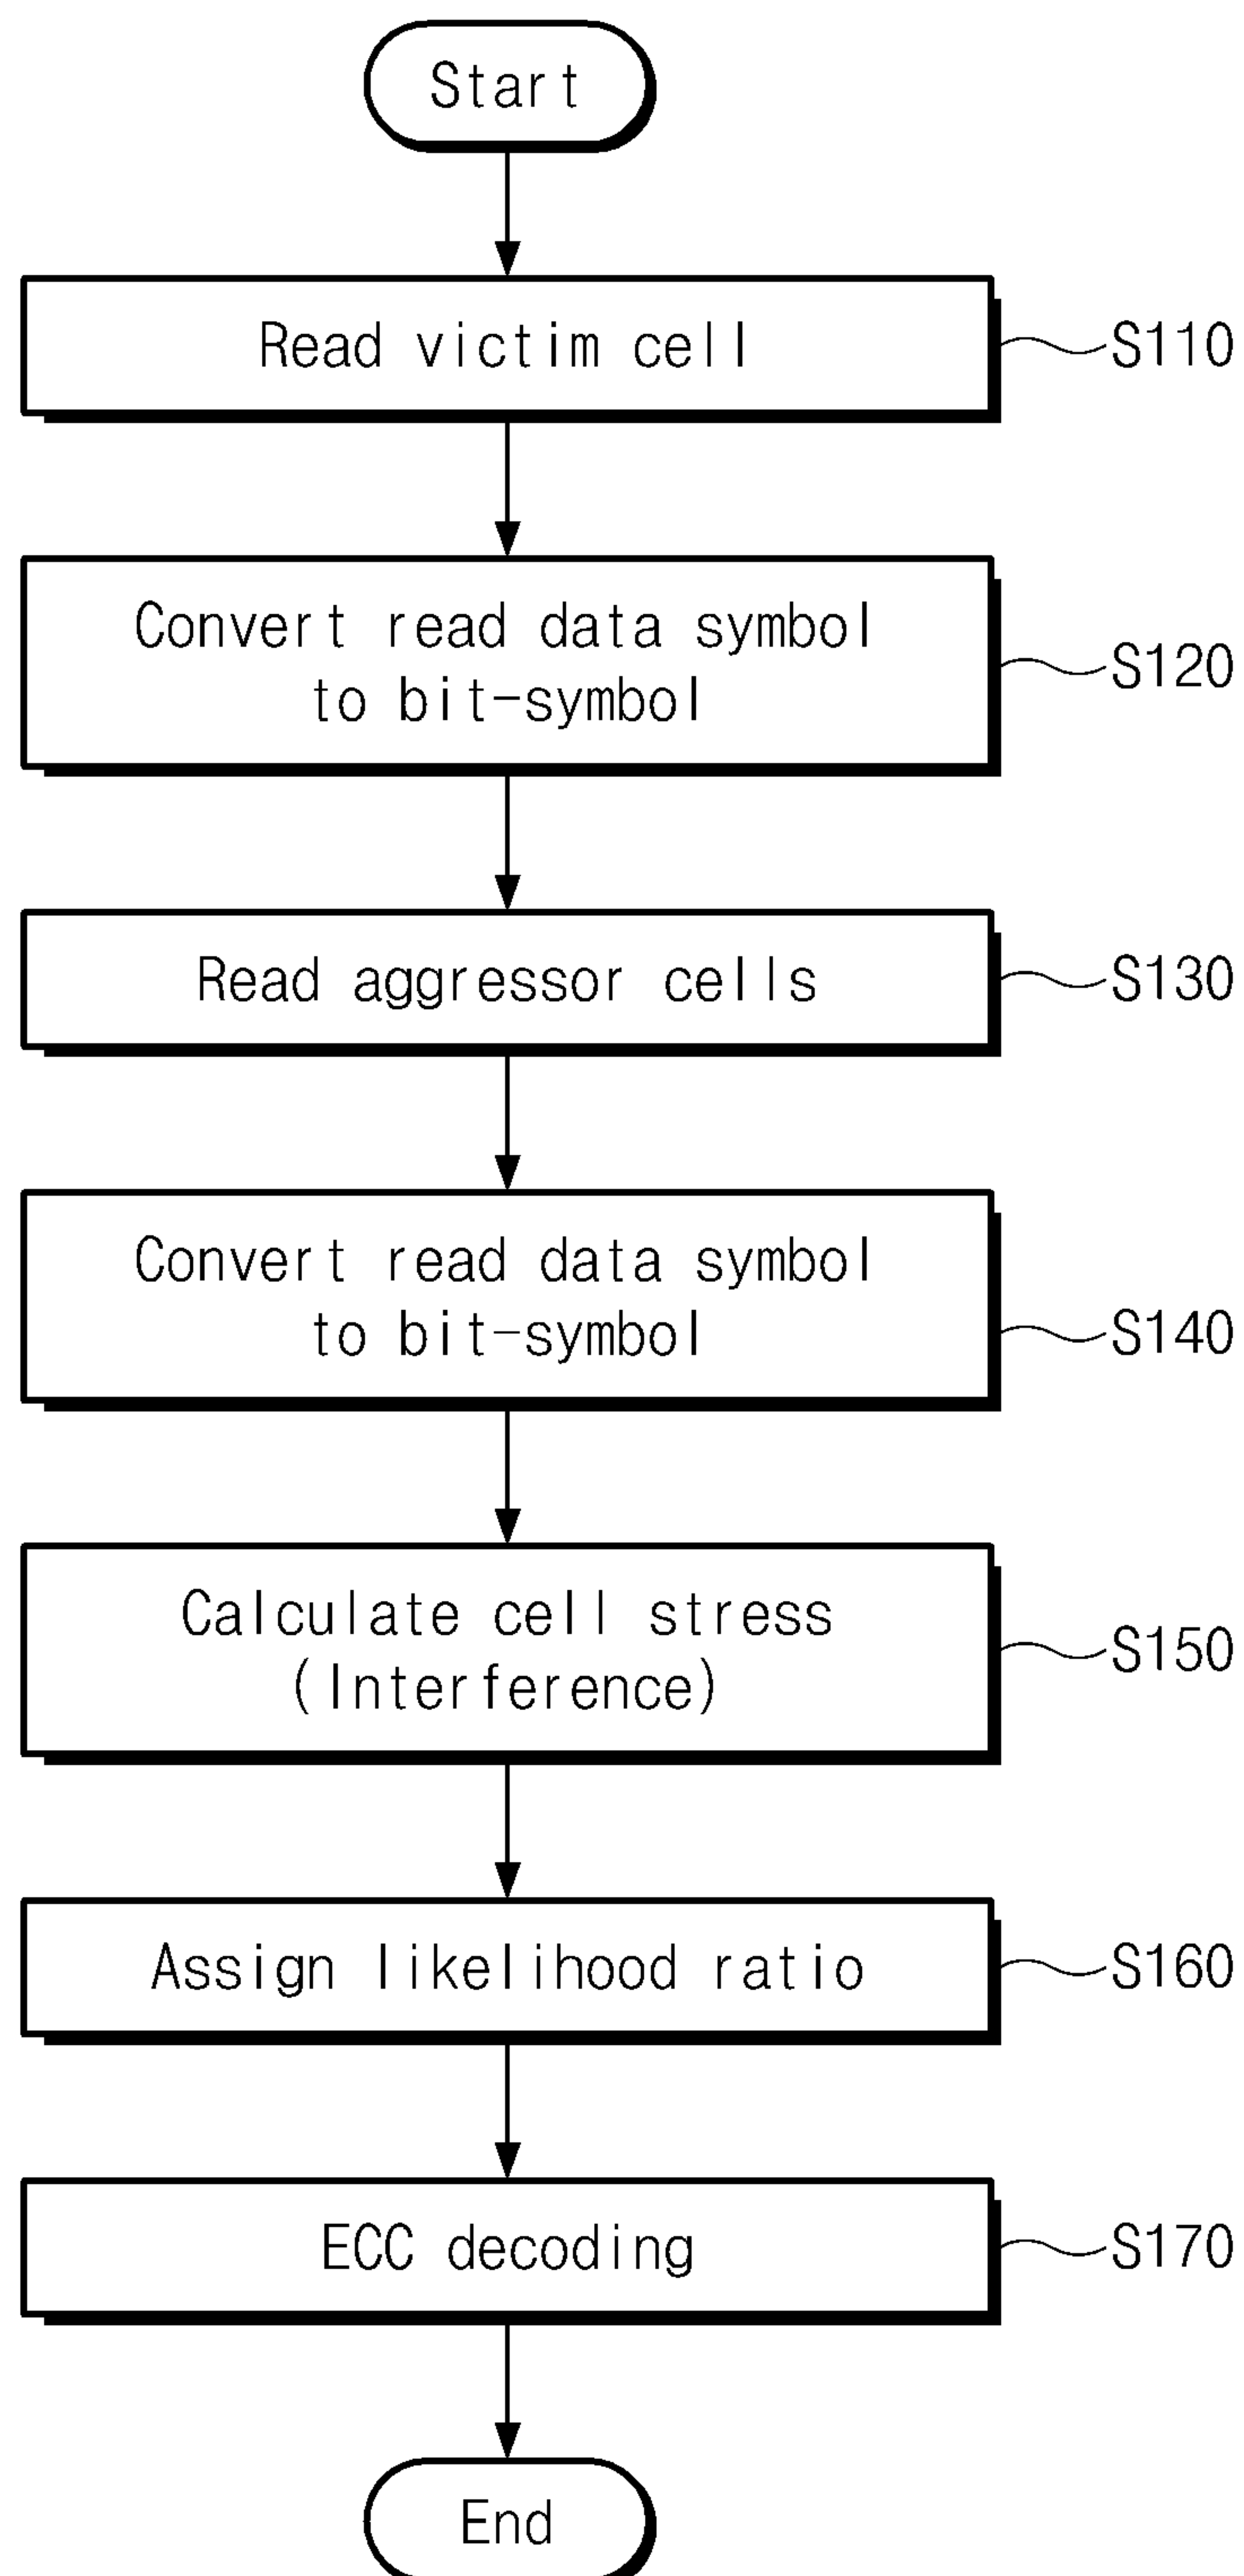 Start
Read victim cell
S110
Convert read data symbol
to bit-symbol
S120
Read aggressor cells
S130
Convert read data symbol
to bit-symbol
S140
Calculate cell stress
(Interference)
S150
Assign likelihood ratio
S160
ECC decoding
S170
End